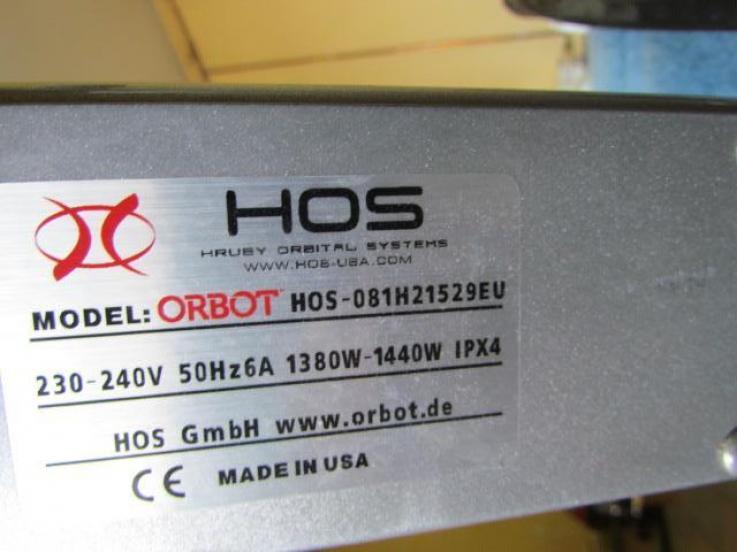 HOS
HRUBY ORBITAL SYSTEMS
WWW.HOS-USA.COM
MODEL: ORBOT™ HOS-081H21529EU
230-240V 50Hz6A 1380W-1440W IPX4
HOS GmbH www.orbot.de
CE MADE IN USA